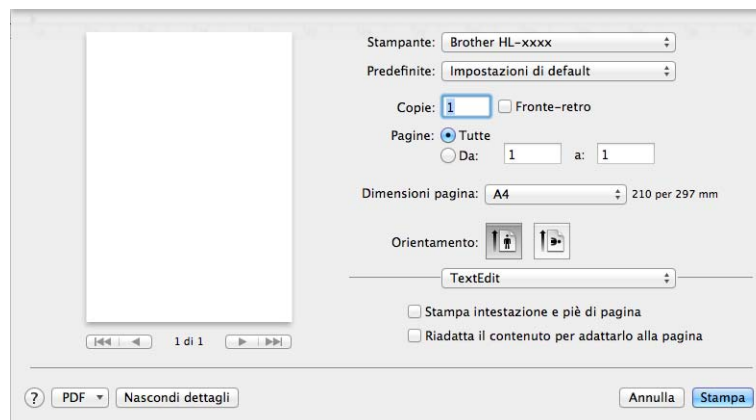 Stampante: Brother HL-xxxx
Predefinite: Impostazioni di default
Copie: 1 Fronte-retro
Pagine: Tutte
Da: 1 a: 1
Dimensioni pagina: A4 210 per 297 mm
Orientamento:
TextEdit
Stampa intestazione e piè di pagina
Riadatta il contenuto per adattarlo alla pagina
1 di 1
? PDF Nascondi dettagli Annulla Stampa